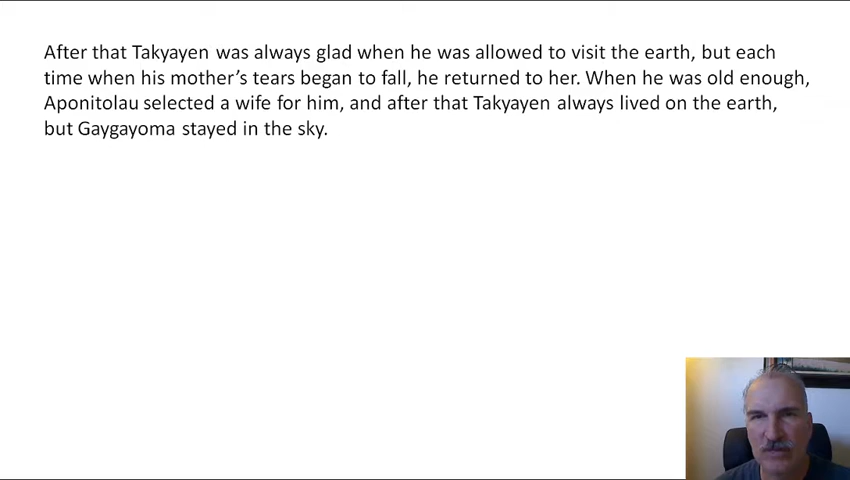 After that Takyayen was always glad when he was allowed to visit the earth, but each
time when his mother’s tears began to fall, he returned to her. When he was old enough,
Aponitolau selected a wife for him, and after that Takyayen always lived on the earth,
but Gaygayoma stayed in the sky.